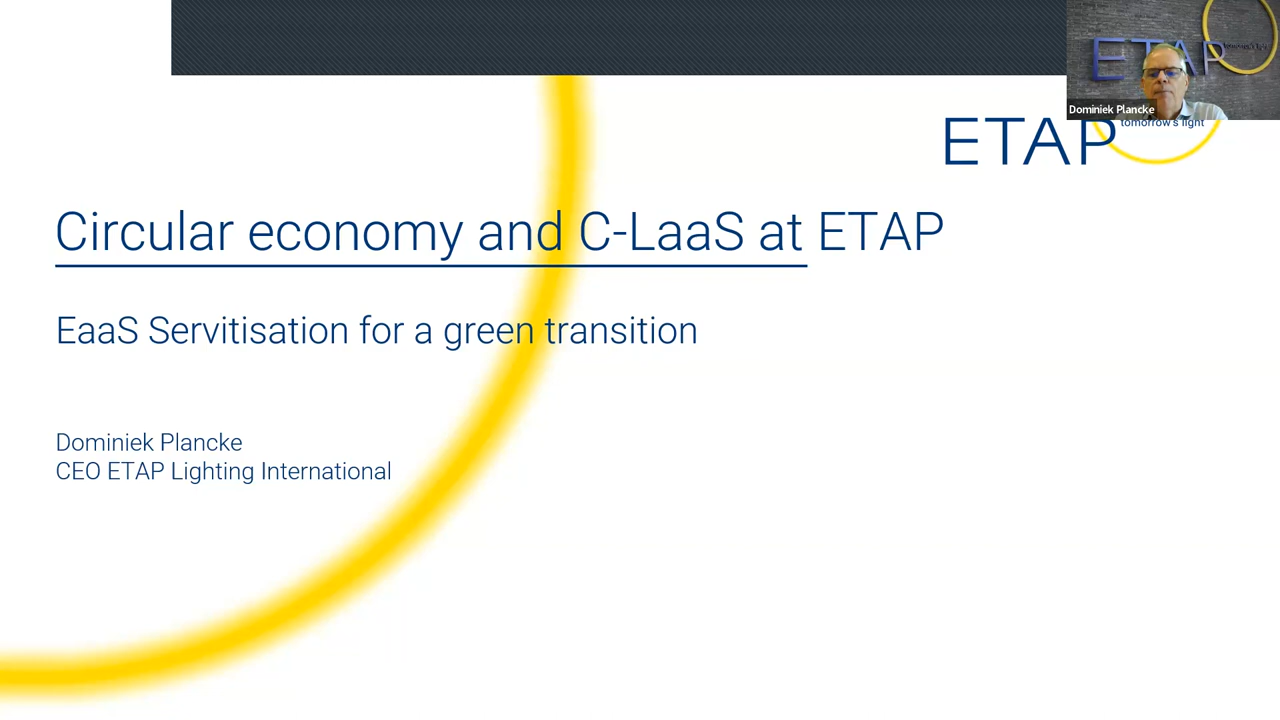 ETAP
Dominiek Plancke
tomorrow's light
ETAP
Circular economy and C-LaaS at ETAP
EaaS Servitisation for a green transition
Dominiek Plancke
CEO ETAP Lighting International